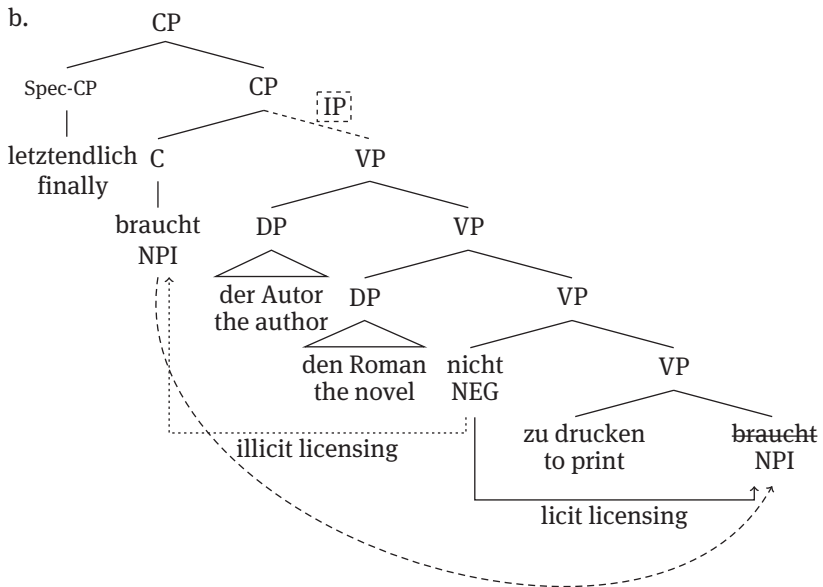 b.
CP
Spec-CP CP
IP
letztendlich C VP
finally
braucht DP VP
NPI
der Autor DP VP
the author
den Roman nicht VP
the novel NEG
zu drucken braucht
illicit licensing to print NPI
licit licensing